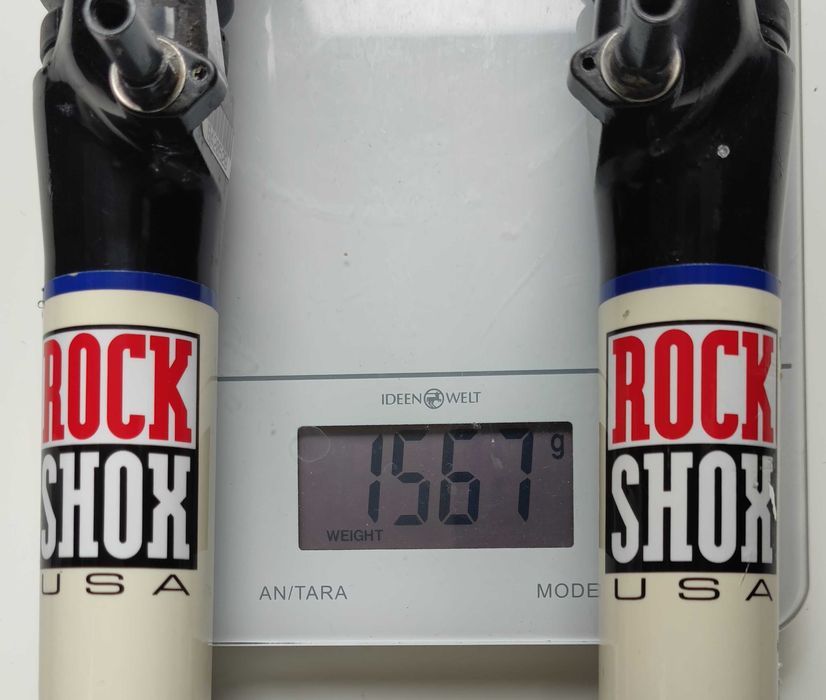 ROCK
SHOX
USA
IDEEN WELT
1567 g
WEIGHT
AN/TARA
MODE
ROCK
SHOX
USA